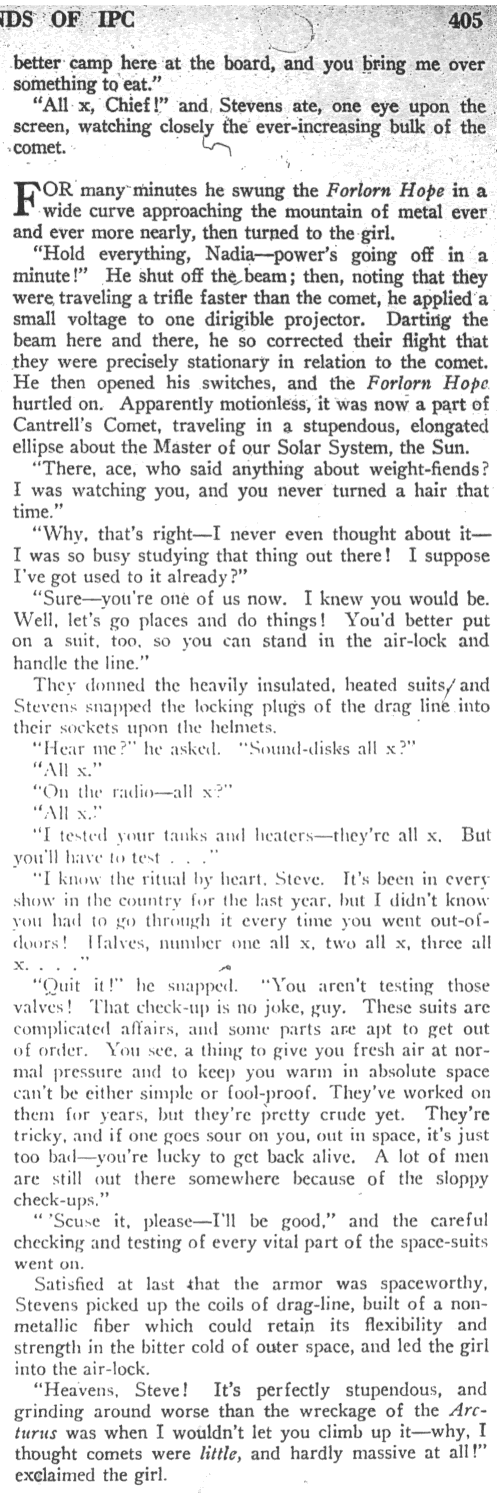 NDS OF IPC 405
better camp here at the board, and you bring me over
something to eat."
"All x, Chief!" and Stevens ate, one eye upon the
screen, watching closely the ever-increasing bulk of the
comet.
FOR many minutes he swung the Forlorn Hope in a
wide curve approaching the mountain of metal ever
and ever more nearly, then turned to the girl.
"Hold everything, Nadia—power's going off in a
minute!" He shut off the beam; then, noting that they
were traveling a trifle faster than the comet, he applied a
small voltage to one dirigible projector. Darting the
beam here and there, he so corrected their flight that
they were precisely stationary in relation to the comet.
He then opened his switches, and the Forlorn Hope
hurtled on. Apparently motionless, it was now a part of
Cantrell's Comet, traveling in a stupendous, elongated
ellipse about the Master of our Solar System, the Sun.
"There, ace, who said anything about weight-fiends?
I was watching you, and you never turned a hair that
time."
"Why, that's right—I never even thought about it—
I was so busy studying that thing out there! I suppose
I've got used to it already?"
"Sure—you're one of us now. I knew you would be.
Well, let's go places and do things! You'd better put
on a suit, too, so you can stand in the air-lock and
handle the line."
They donned the heavily insulated, heated suits, and
Stevens snapped the locking plugs of the drag line into
their sockets upon the helmets.
"Hear me?" he asked. "Sound-disks all x?"
"All x."
"On the radio—all x?"
"All x."
"I tested your tanks and heaters—they're all x. But
you'll have to test . . ."
"I know the ritual by heart, Steve. It's been in every
show in the country for the last year, but I didn't know
you had to go through it every time you went out-of-
doors! Halves, number one all x, two all x, three all
x. . . ."
"Quit it!" he snapped. "You aren't testing those
valves! That check-up is no joke, guy. These suits are
complicated affairs, and some parts are apt to get out
of order. You see, a thing to give you fresh air at nor-
mal pressure and to keep you warm in absolute space
can't be either simple or fool-proof. They've worked on
them for years, but they're pretty crude yet. They're
tricky, and if one goes sour on you, out in space, it's just
too bad—you're lucky to get back alive. A lot of men
are still out there somewhere because of the sloppy
check-ups."
" 'Scuse it, please—I'll be good," and the careful
checking and testing of every vital part of the space-suits
went on.
Satisfied at last that the armor was spaceworthy,
Stevens picked up the coils of drag-line, built of a non-
metallic fiber which could retain its flexibility and
strength in the bitter cold of outer space, and led the girl
into the air-lock.
"Heavens, Steve! It's perfectly stupendous, and
grinding around worse than the wreckage of the Arc-
turus was when I wouldn't let you climb up it—why, I
thought comets were little, and hardly massive at all!"
exclaimed the girl.